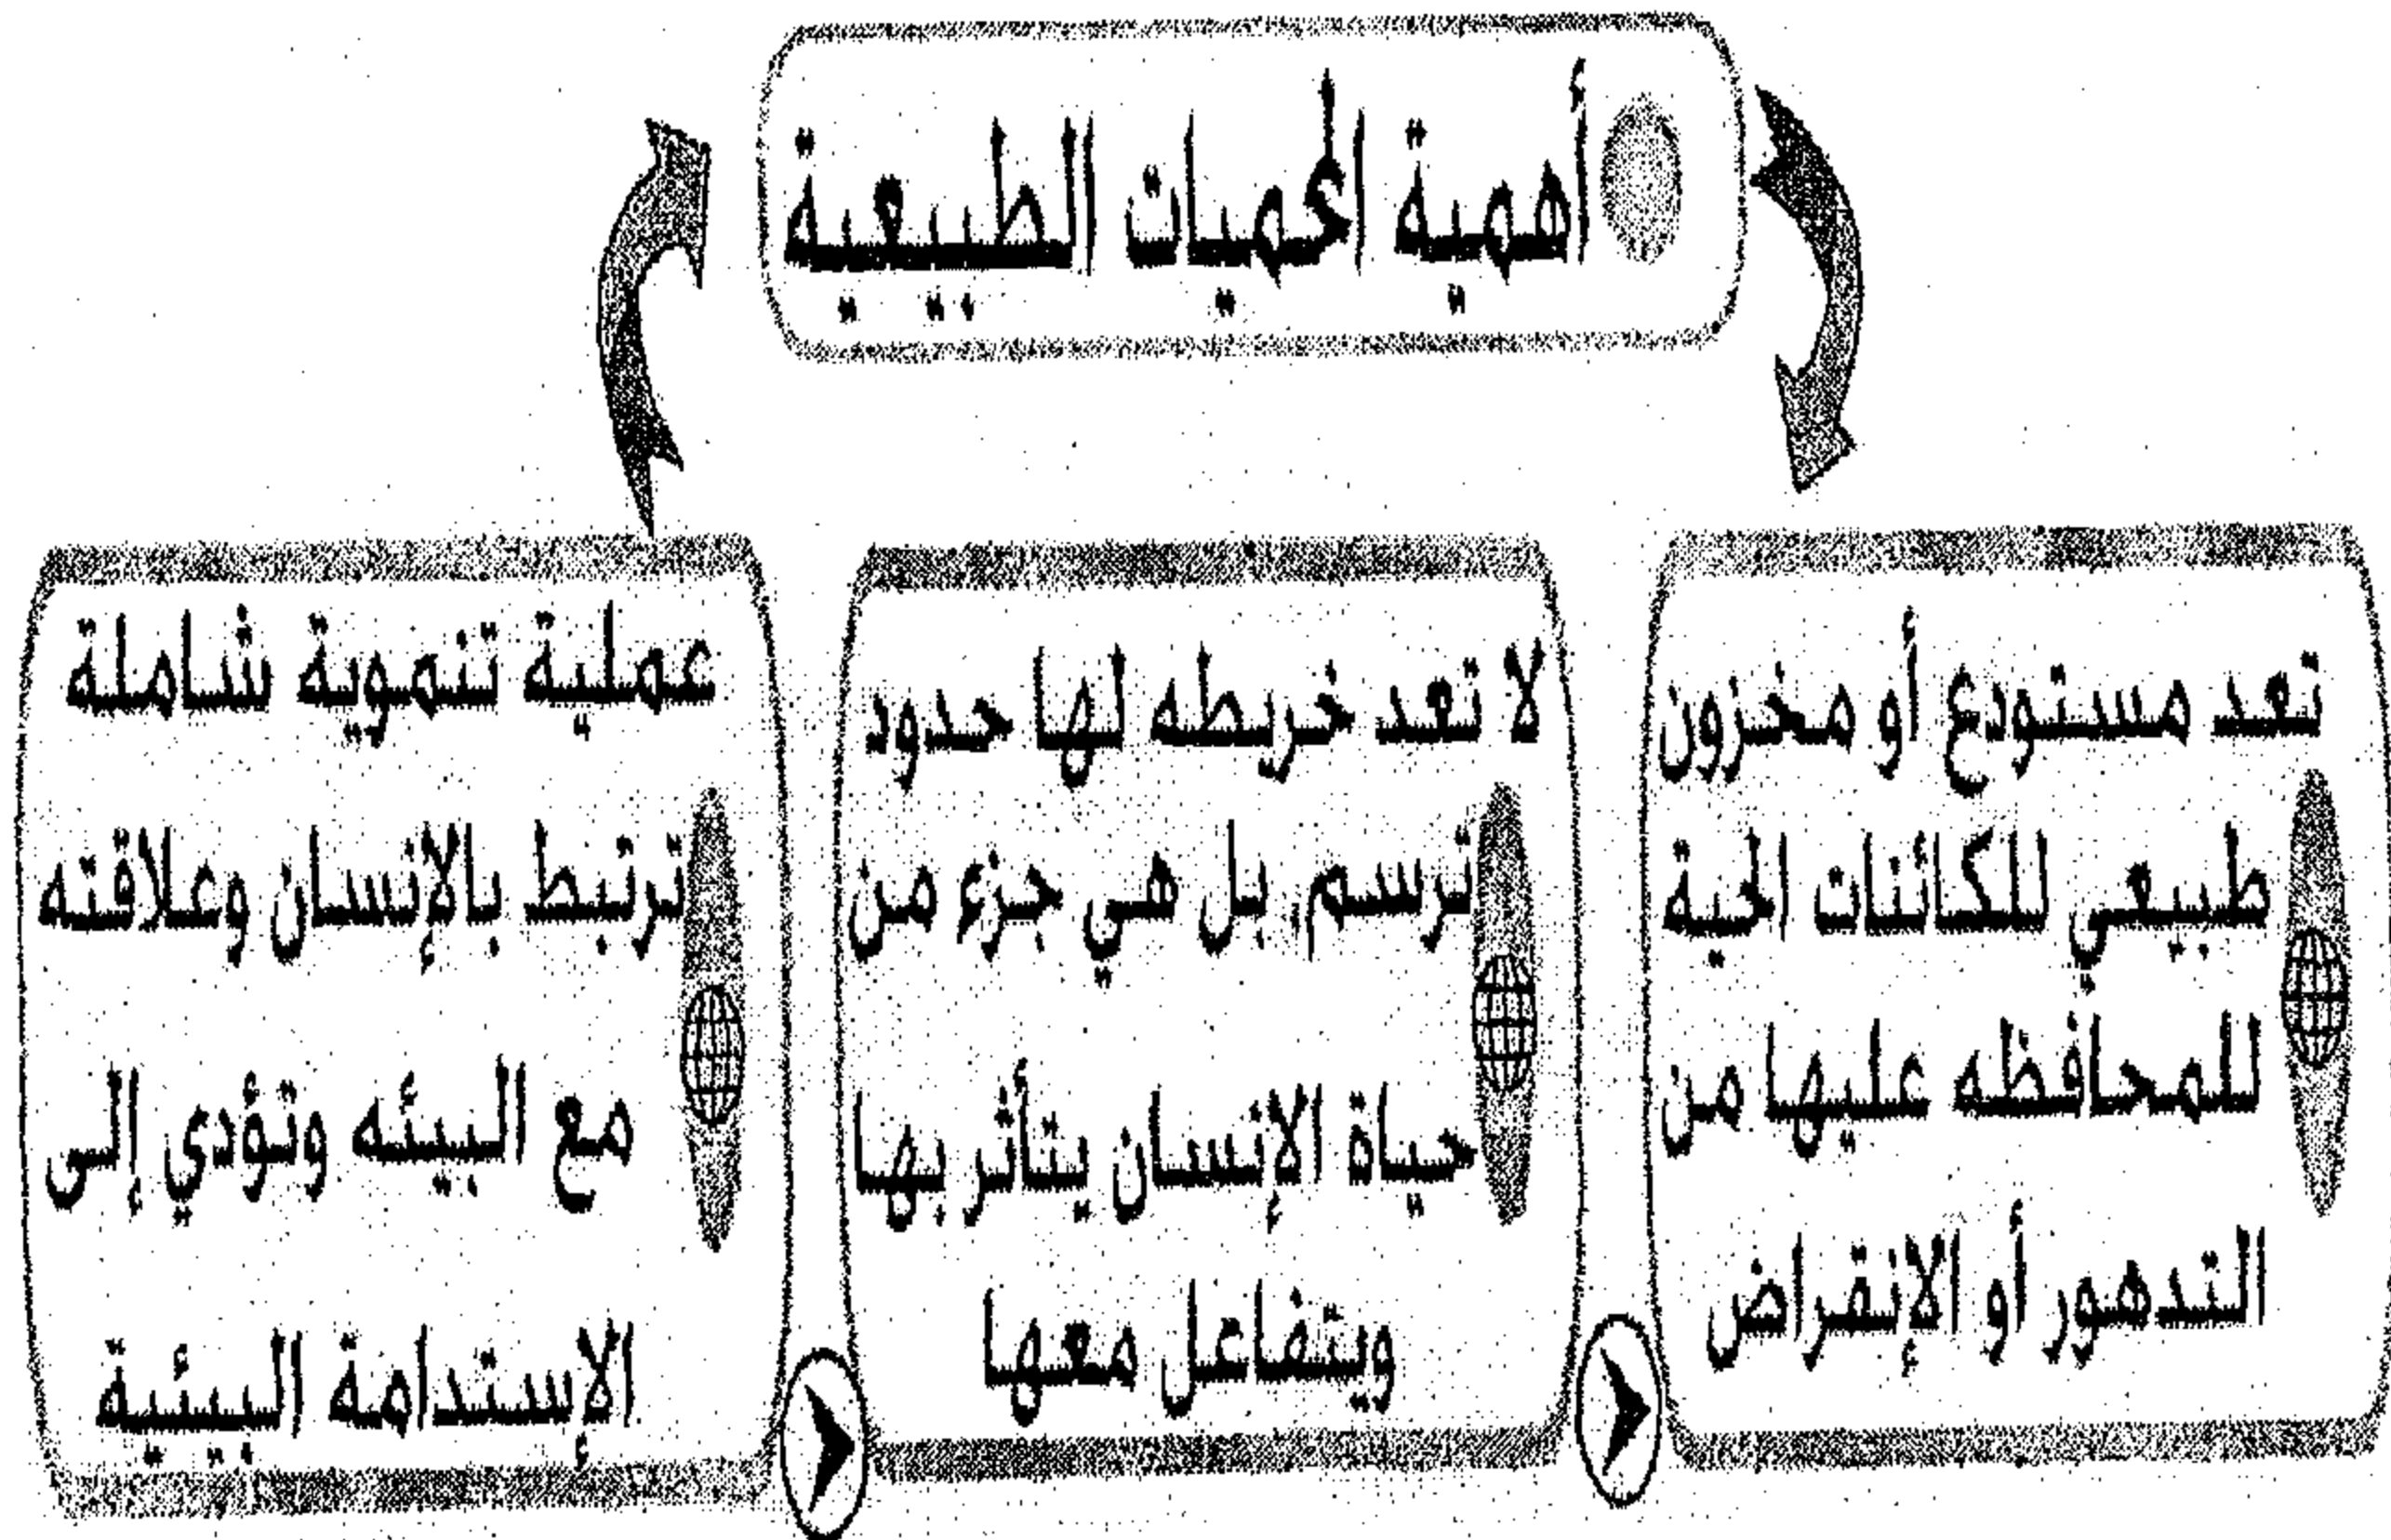 أهمية المحميات الطبيعية
تعد مستودع أو مخزون
طبيعي للكائنات الحية
للمحافظه عليها من
التدهور أو الإنقراض
لا تعد خريطه لها حدود
ترسم، بل هي جزء من
حياة الإنسان يتأثر بها
ويتفاعل معها
عملية تنموية شاملة
ترتبط بالإنسان وعلاقته
مع البيئه وتؤدي إلى
الإستدامة البيئية